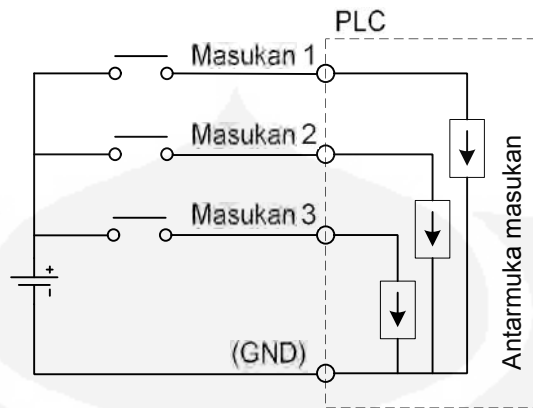 PLC
Masukan 1
Masukan 2
Masukan 3
(GND)
+
-
Antarmuka masukan